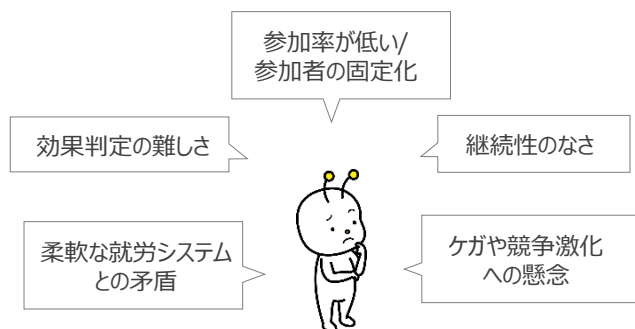 参加率が低い/
参加者の固定化
効果判定の難しさ
継続性のなさ
柔軟な就労システム
との矛盾
ケガや競争激化
への懸念